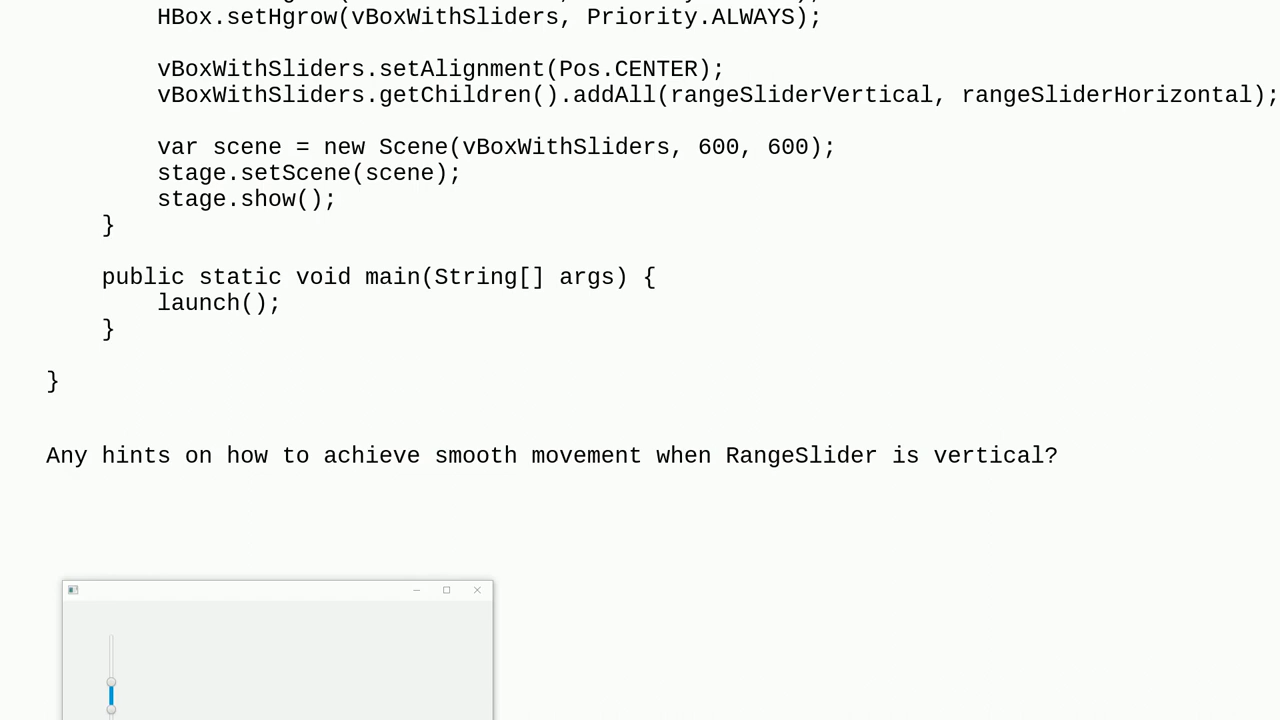 HBox.setHgrow(vBoxWithSliders, Priority.ALWAYS);
vBoxWithSliders.setAlignment(Pos.CENTER);
vBoxWithSliders.getChildren().addAll(rangeSliderVertical, rangeSliderHorizontal);
var scene = new Scene(vBoxWithSliders, 600, 600);
stage.setScene(scene);
stage.show();
}
public static void main(String[] args) {
launch();
}
}
Any hints on how to achieve smooth movement when RangeSlider is vertical?